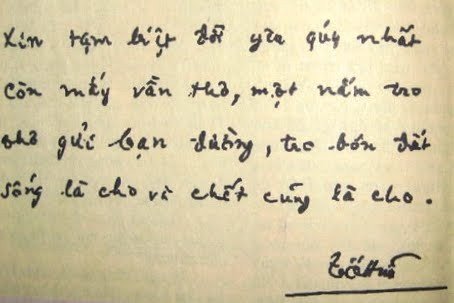 Xin tạm biệt đời yêu quý nhất
Còn mấy vần thơ, một nắm tro
Thơ gửi bạn đường, tro bón đất
Sống là cho và chết cũng là cho.
Tố Hữu